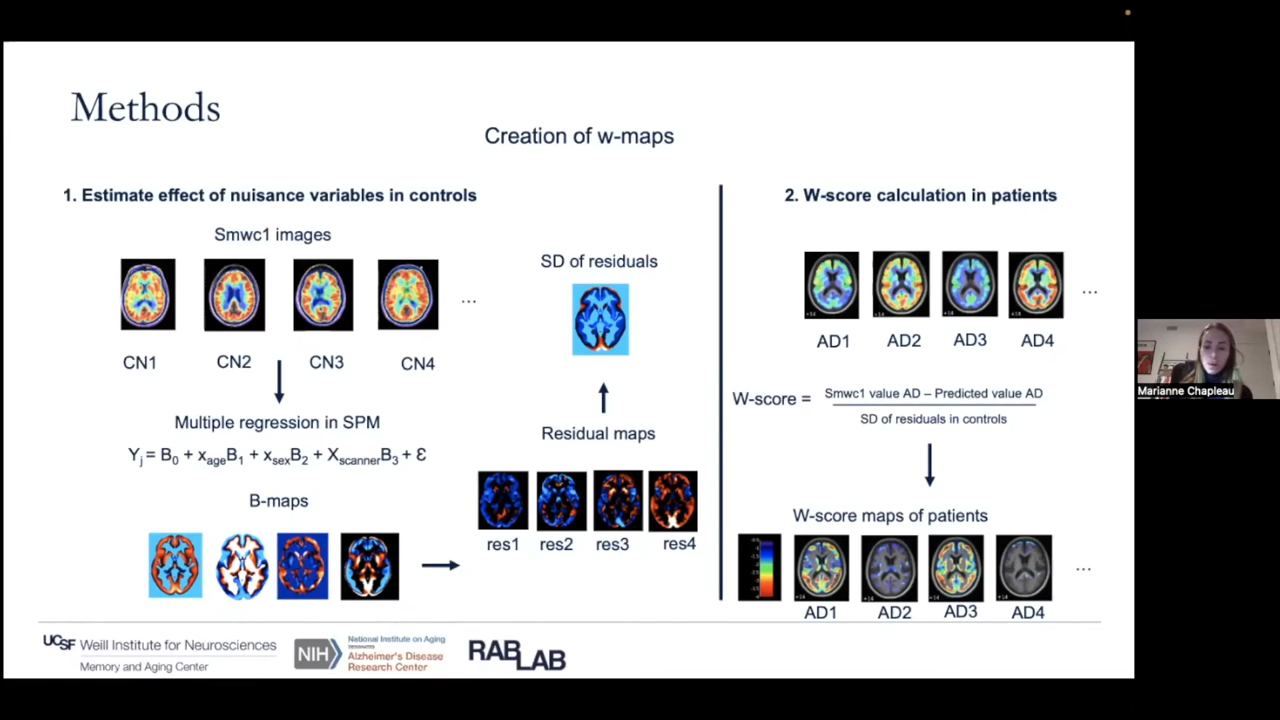 Methods
Creation of w-maps
1. Estimate effect of nuisance variables in controls
Smwc1 images
CN1 CN2 CN3 CN4
...
Multiple regression in SPM
Yj = B0 + xageB1 + xsexB2 + XscannerB3 + Ɛ
B-maps
SD of residuals
Residual maps
res1 res2 res3 res4
2. W-score calculation in patients
...
AD1 AD2 AD3 AD4
W-score = Smwc1 value AD – Predicted value AD
SD of residuals in controls
W-score maps of patients
...
AD1 AD2 AD3 AD4
UCSF Weill Institute for Neurosciences
Memory and Aging Center
NIH
National Institute on Aging
Alzheimer's Disease
Research Center
RAB LAB
Marianne Chapleau